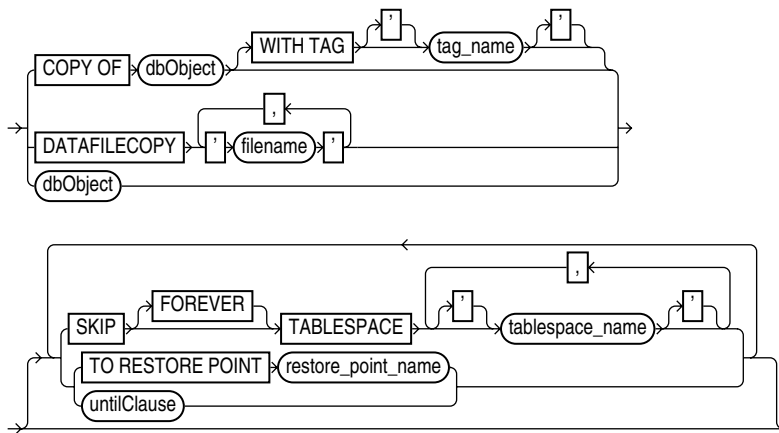 ’ ’
WITH TAG tag_name
COPY OF dbObject
,
DATAFILECOPY ’ filename ’
dbObject
,
FOREVER ’ ’
SKIP TABLESPACE tablespace_name
TO RESTORE POINT restore_point_name
untilClause